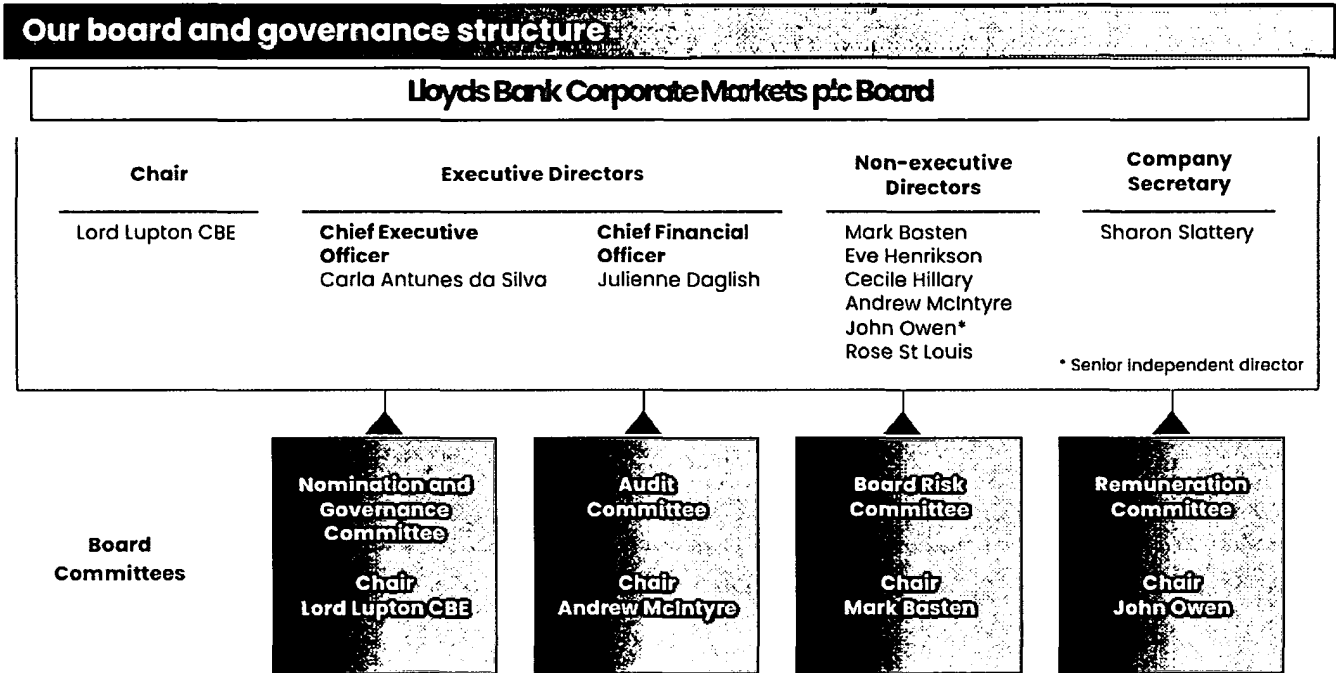 Our board and governance structure
Lloyds Bank Corporate Markets plc Board
Chair
Executive Directors
Non-executive
Directors
Company
Secretary
Lord Lupton CBE
Chief Executive
Officer
Carla Antunes da Silva
Chief Financial
Officer
Julienne Daglish
Mark Basten
Eve Henrikson
Cecile Hillary
Andrew McIntyre
John Owen*
Rose St Louis
Sharon Slattery
* Senior independent director
Board
Committees
Nomination and
Governance
Committee
Chair
Lord Lupton CBE
Audit
Committee
Chair
Andrew McIntyre
Board Risk
Committee
Chair
Mark Basten
Remuneration
Committee
Chair
John Owen